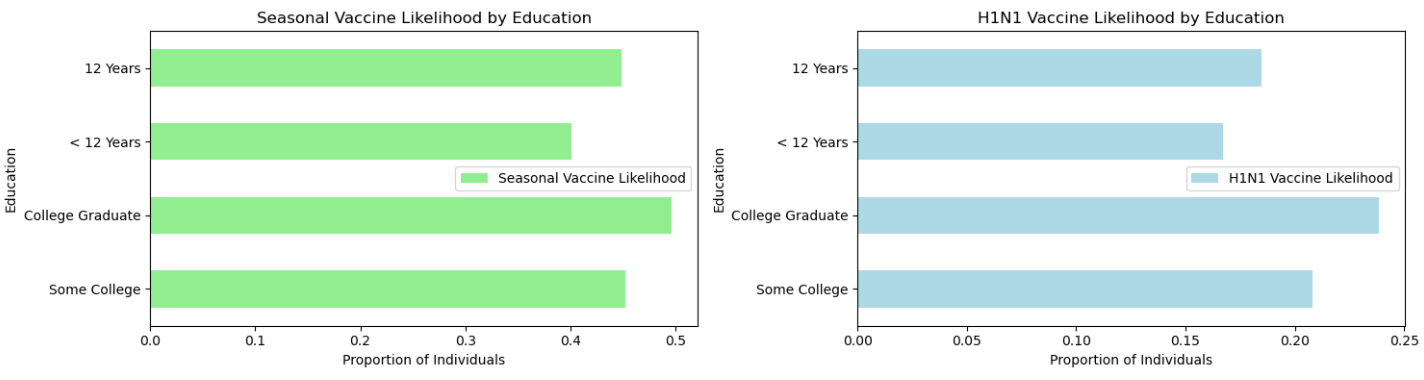 Seasonal Vaccine Likelihood by Education
Education
12 Years
< 12 Years
College Graduate
Some College
Seasonal Vaccine Likelihood
0.0 0.1 0.2 0.3 0.4 0.5
Proportion of Individuals
H1N1 Vaccine Likelihood by Education
Education
12 Years
< 12 Years
College Graduate
Some College
H1N1 Vaccine Likelihood
0.00 0.05 0.10 0.15 0.20 0.25
Proportion of Individuals